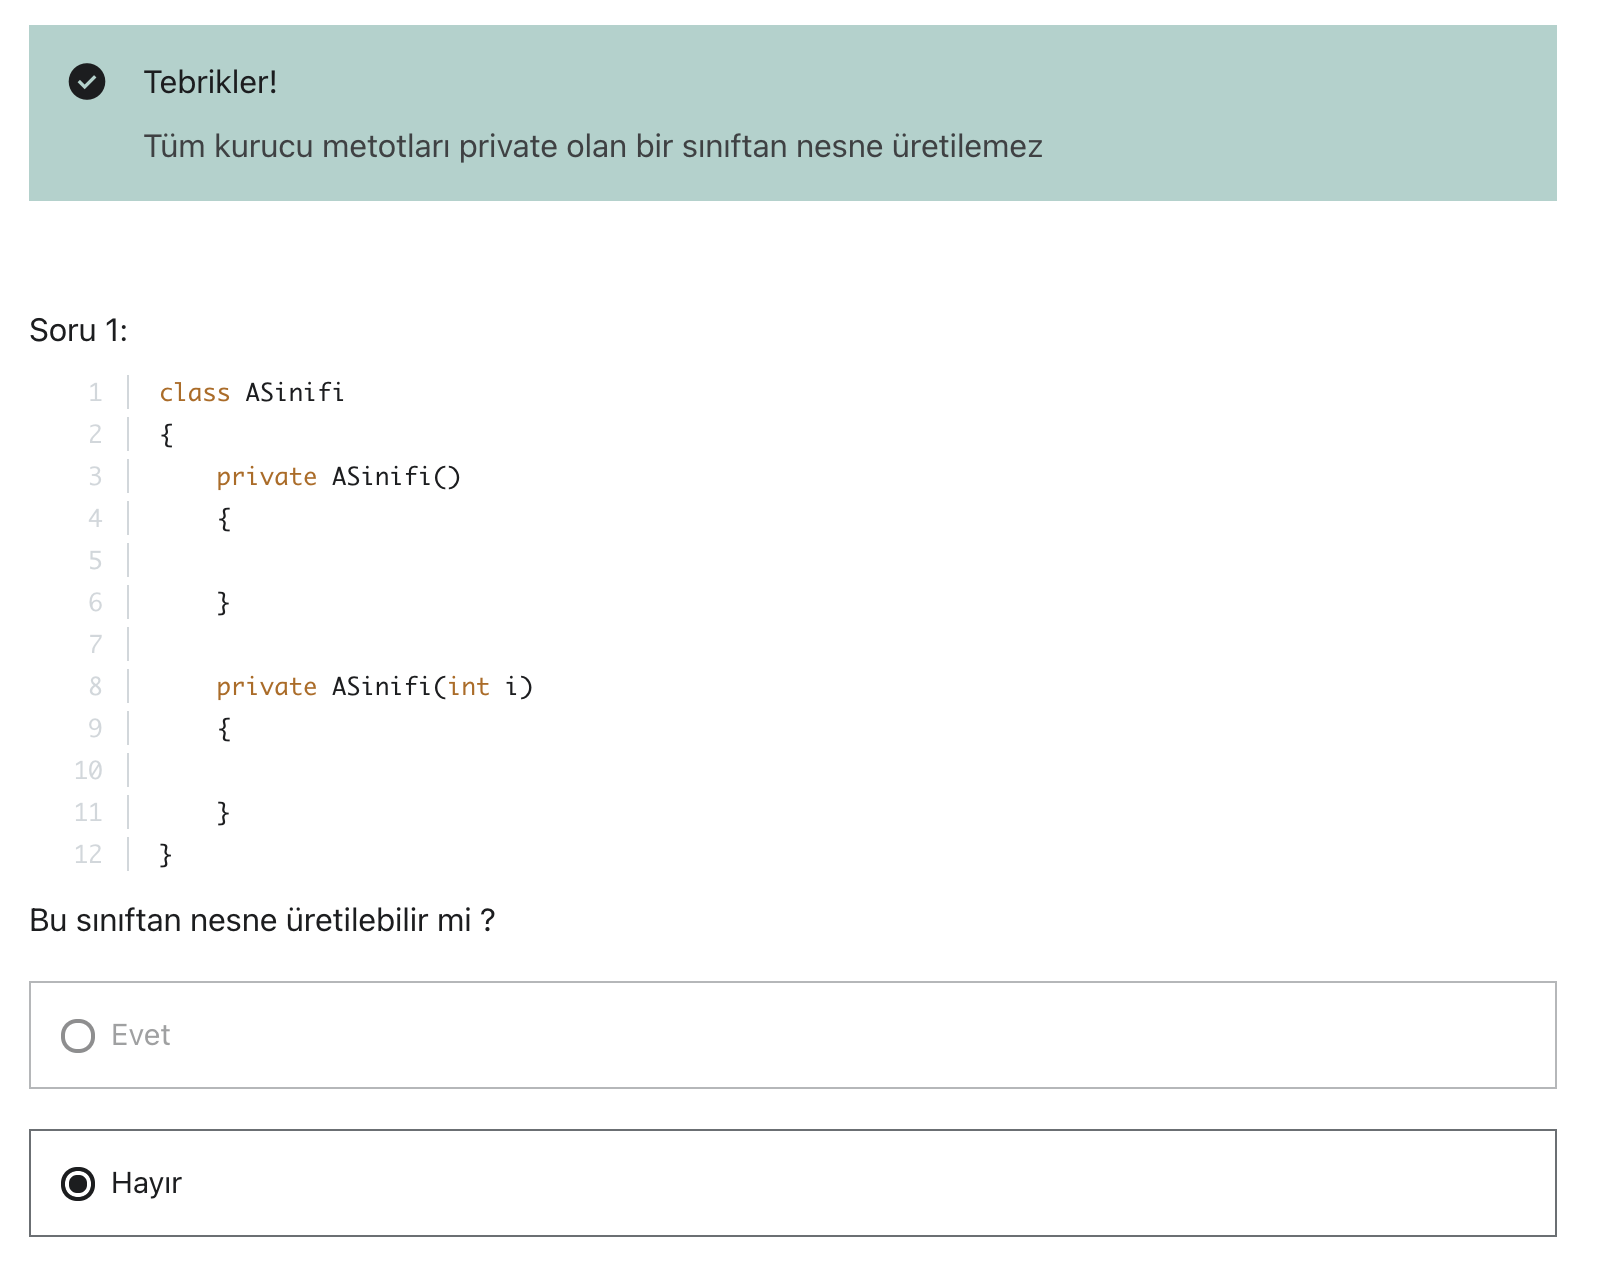 Tebrikler!
Tüm kurucu metotları private olan bir sınıftan nesne üretilemez
Soru 1:
1 class ASinifi
2 {
3 private ASinifi()
4 {
5
6 }
7
8 private ASinifi(int i)
9 {
10
11 }
12 }
Bu sınıftan nesne üretilebilir mi ?
Evet
Hayır